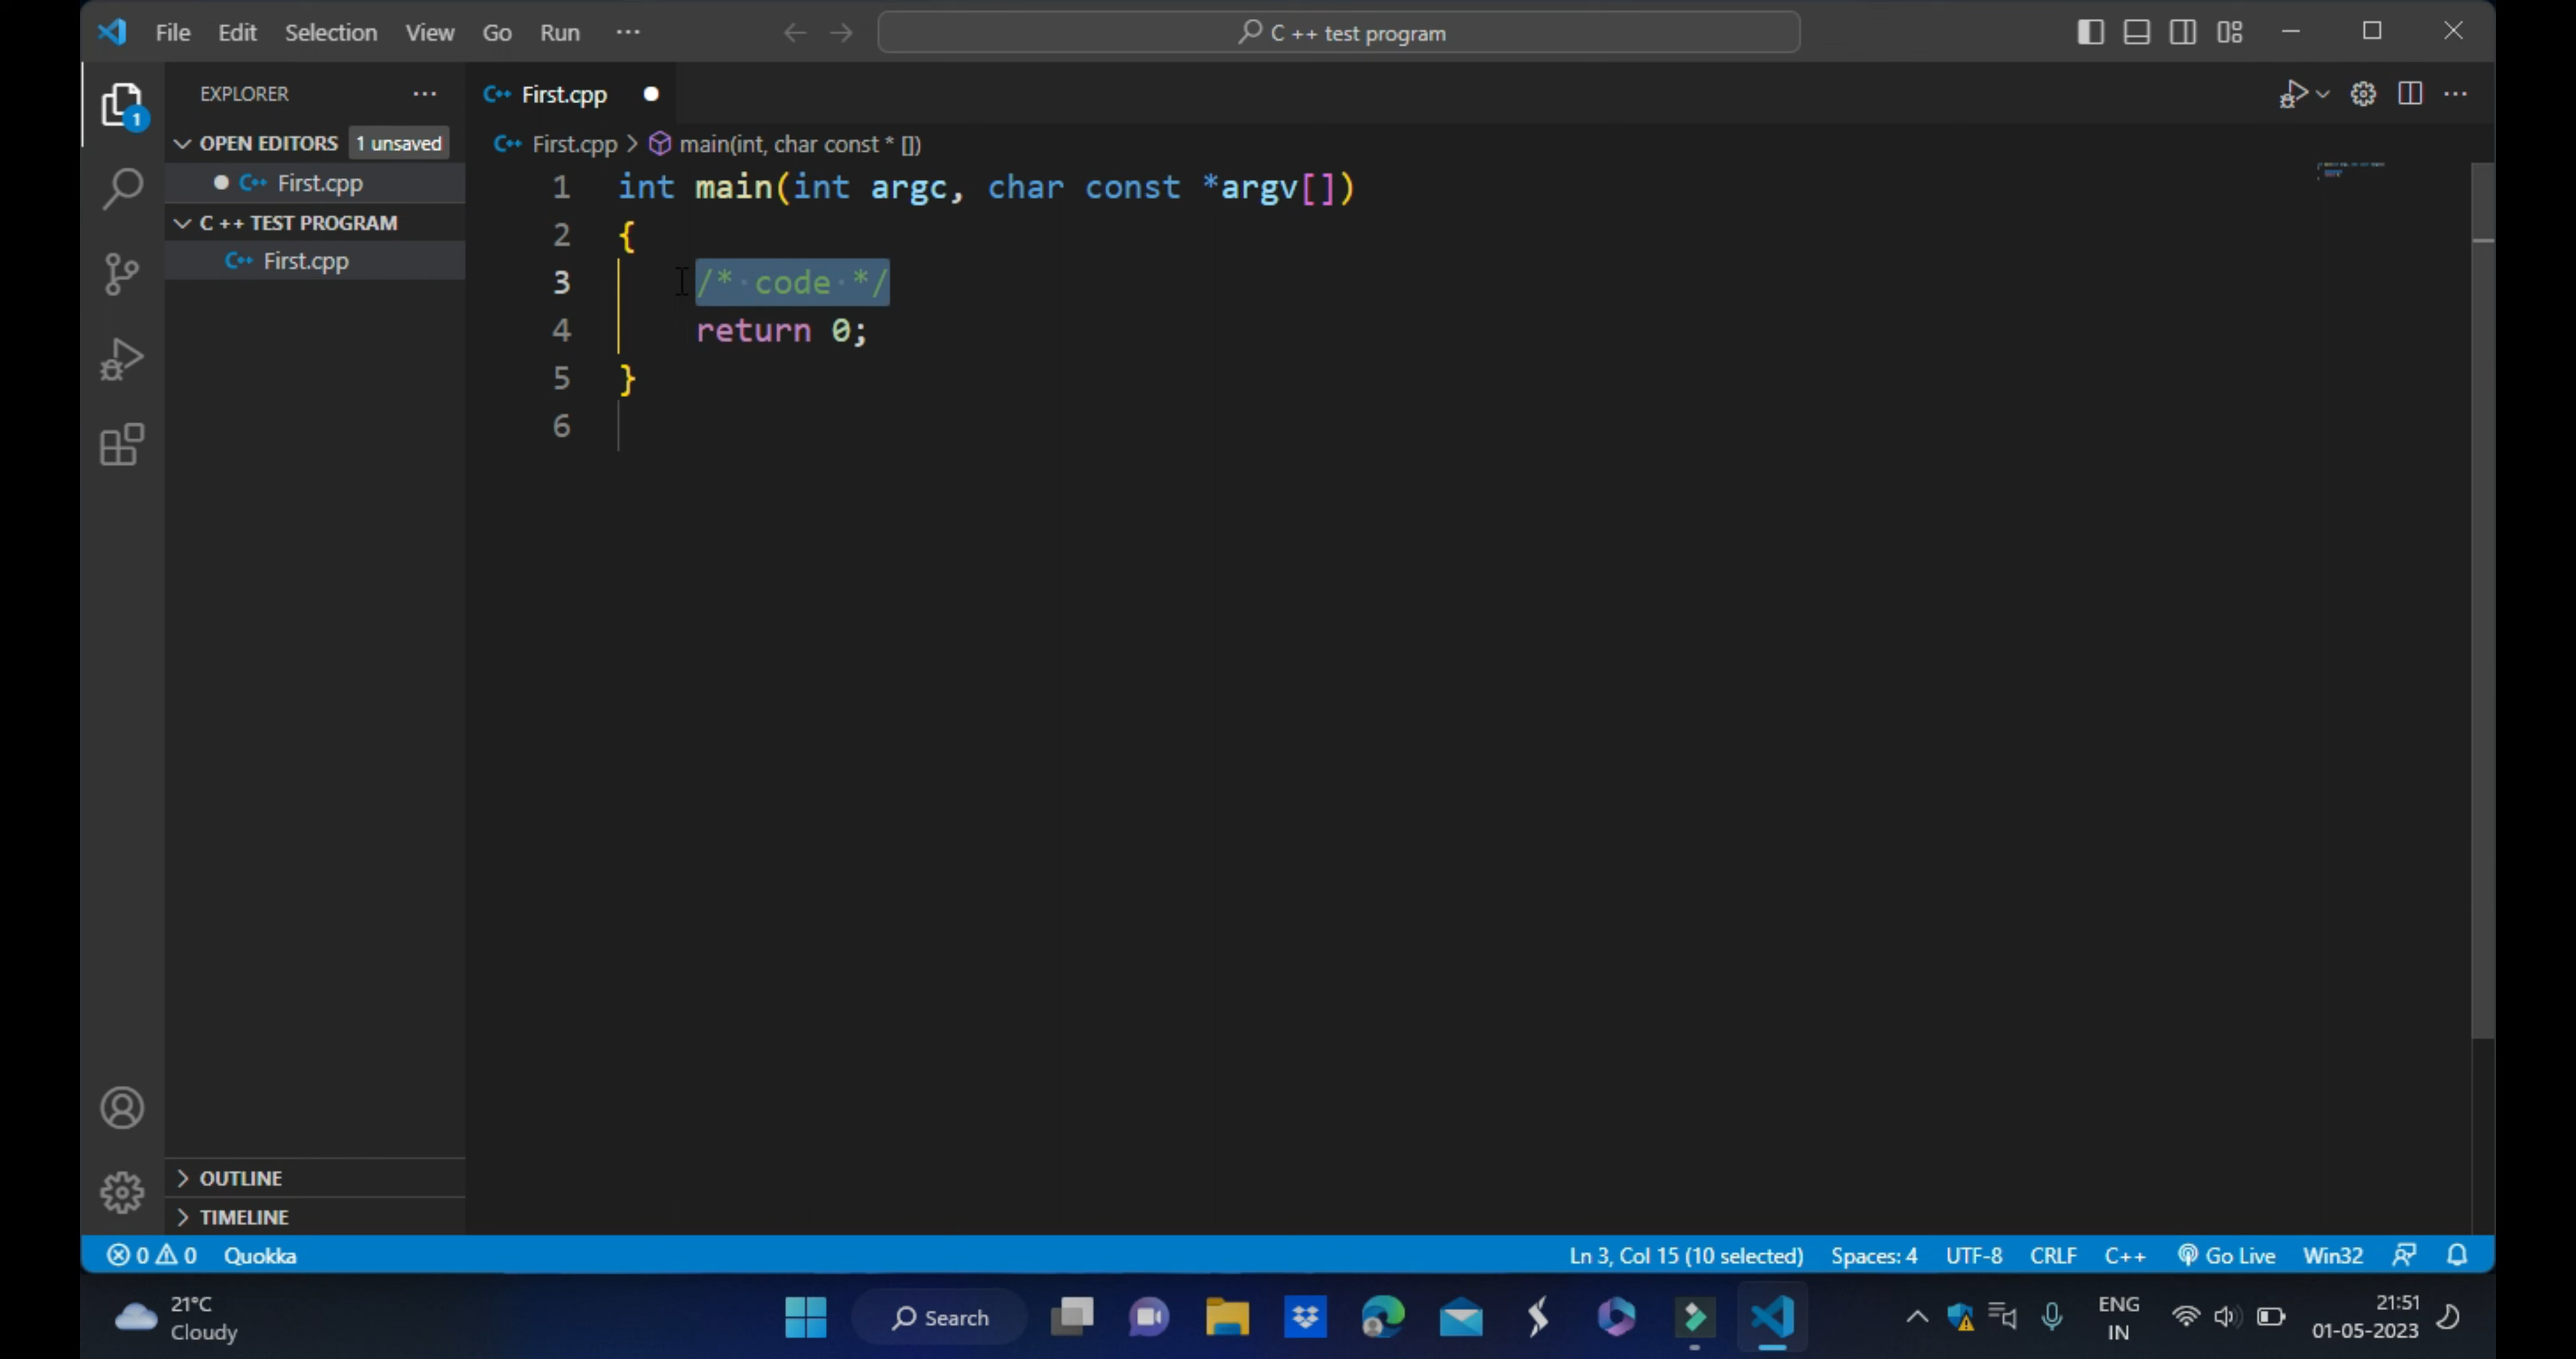 File Edit Selection View Go Run ··· C ++ test program
EXPLORER ···
OPEN EDITORS 1 unsaved
First.cpp
C ++ TEST PROGRAM
First.cpp
OUTLINE
TIMELINE
First.cpp
First.cpp > main(int, char const * [])
1 int main(int argc, char const *argv[])
2 {
3 /* code */
4 return 0;
5 }
6
0 0 Quokka Ln 3, Col 15 (10 selected) Spaces: 4 UTF-8 CRLF C++ Go Live Win32
21°C
Cloudy
Search
ENG
IN
21:51
01-05-2023
1